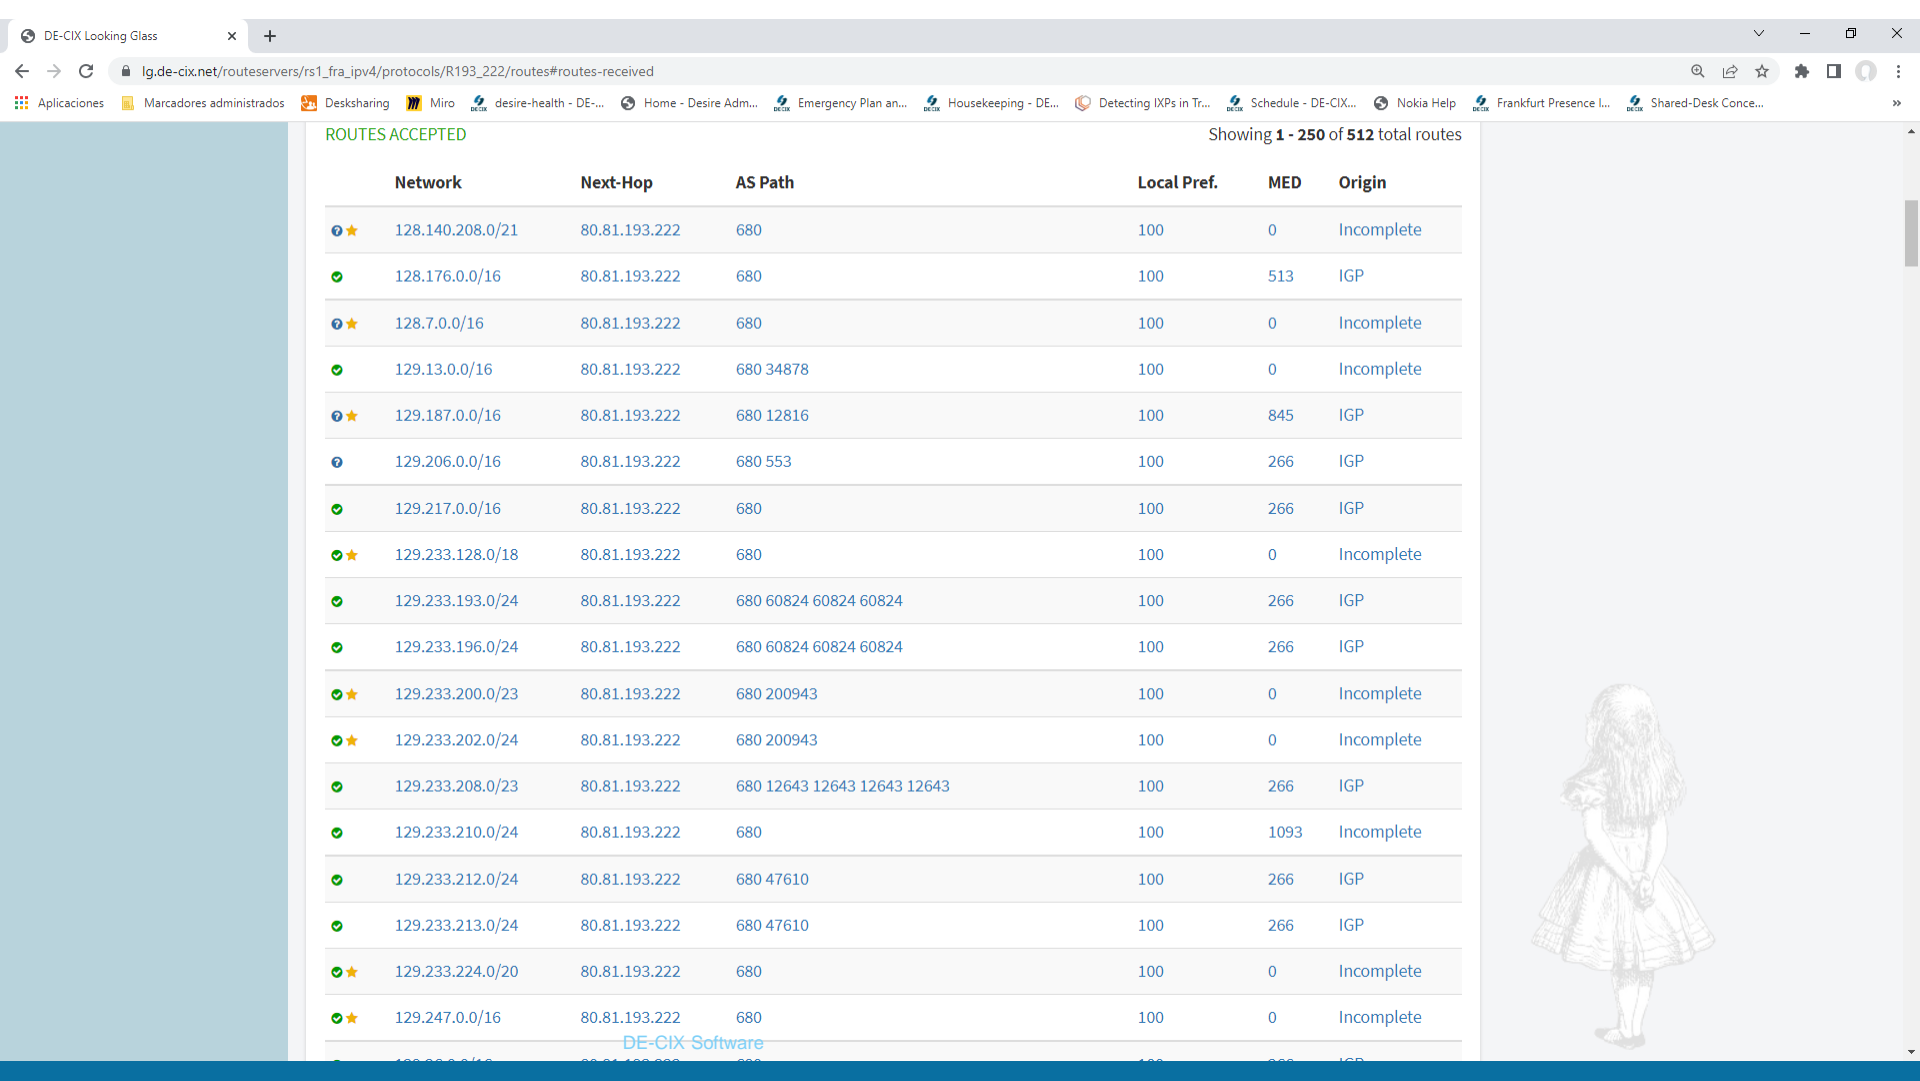 DE-CIX Looking Glass
lg.de-cix.net/routeservers/rs1_fra_ipv4/protocols/R193_222/routes#routes-received
Aplicaciones Marcadores administrados Desksharing Miro desire-health - DE-... Home - Desire Adm... Emergency Plan an... Housekeeping - DE... Detecting IXPs in Tr... Schedule - DE-CIX... Nokia Help Frankfurt Presence I... Shared-Desk Conce... »
ROUTES ACCEPTED Showing 1 - 250 of 512 total routes
Network Next-Hop AS Path Local Pref. MED Origin
128.140.208.0/21 80.81.193.222 680 100 0 Incomplete
128.176.0.0/16 80.81.193.222 680 100 513 IGP
128.7.0.0/16 80.81.193.222 680 100 0 Incomplete
129.13.0.0/16 80.81.193.222 680 34878 100 0 Incomplete
129.187.0.0/16 80.81.193.222 680 12816 100 845 IGP
129.206.0.0/16 80.81.193.222 680 553 100 266 IGP
129.217.0.0/16 80.81.193.222 680 100 266 IGP
129.233.128.0/18 80.81.193.222 680 100 0 Incomplete
129.233.193.0/24 80.81.193.222 680 60824 60824 60824 100 266 IGP
129.233.196.0/24 80.81.193.222 680 60824 60824 60824 100 266 IGP
129.233.200.0/23 80.81.193.222 680 200943 100 0 Incomplete
129.233.202.0/24 80.81.193.222 680 200943 100 0 Incomplete
129.233.208.0/23 80.81.193.222 680 12643 12643 12643 12643 100 266 IGP
129.233.210.0/24 80.81.193.222 680 100 1093 Incomplete
129.233.212.0/24 80.81.193.222 680 47610 100 266 IGP
129.233.213.0/24 80.81.193.222 680 47610 100 266 IGP
129.233.224.0/20 80.81.193.222 680 100 0 Incomplete
129.247.0.0/16 80.81.193.222 680 100 0 Incomplete
DE-CIX Software